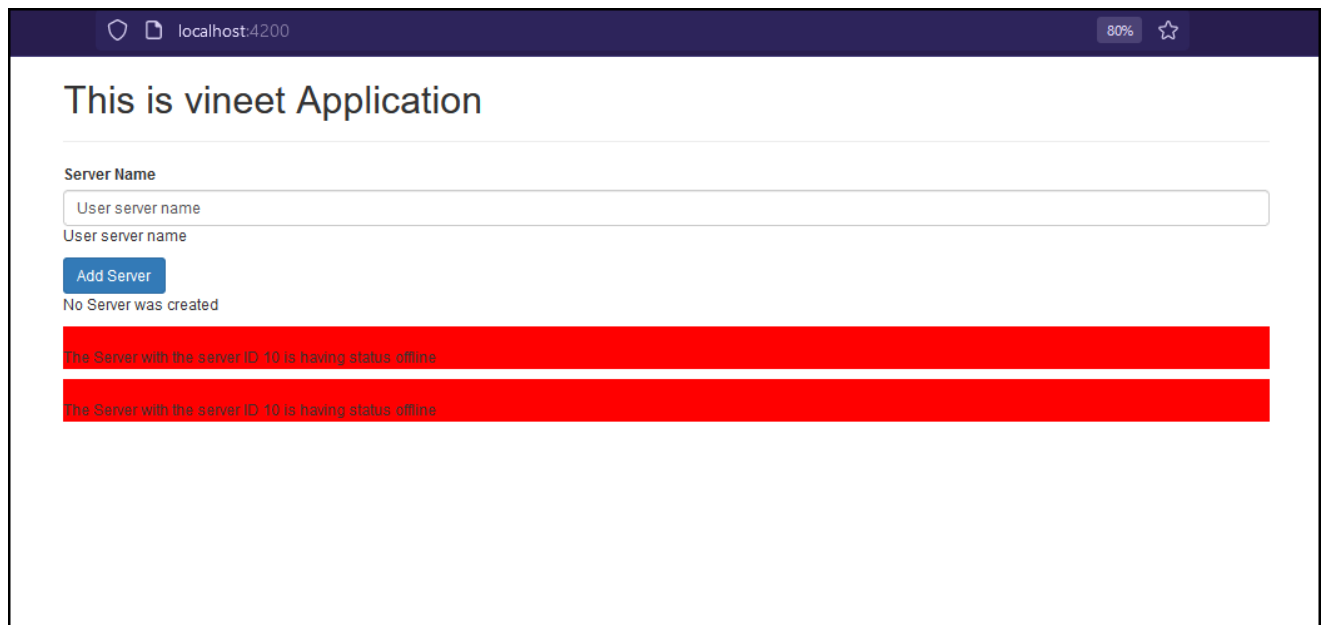 localhost:4200
80%
This is vineet Application
Server Name
User server name
User server name
Add Server
No Server was created
The Server with the server ID 10 is having status offline
The Server with the server ID 10 is having status offline